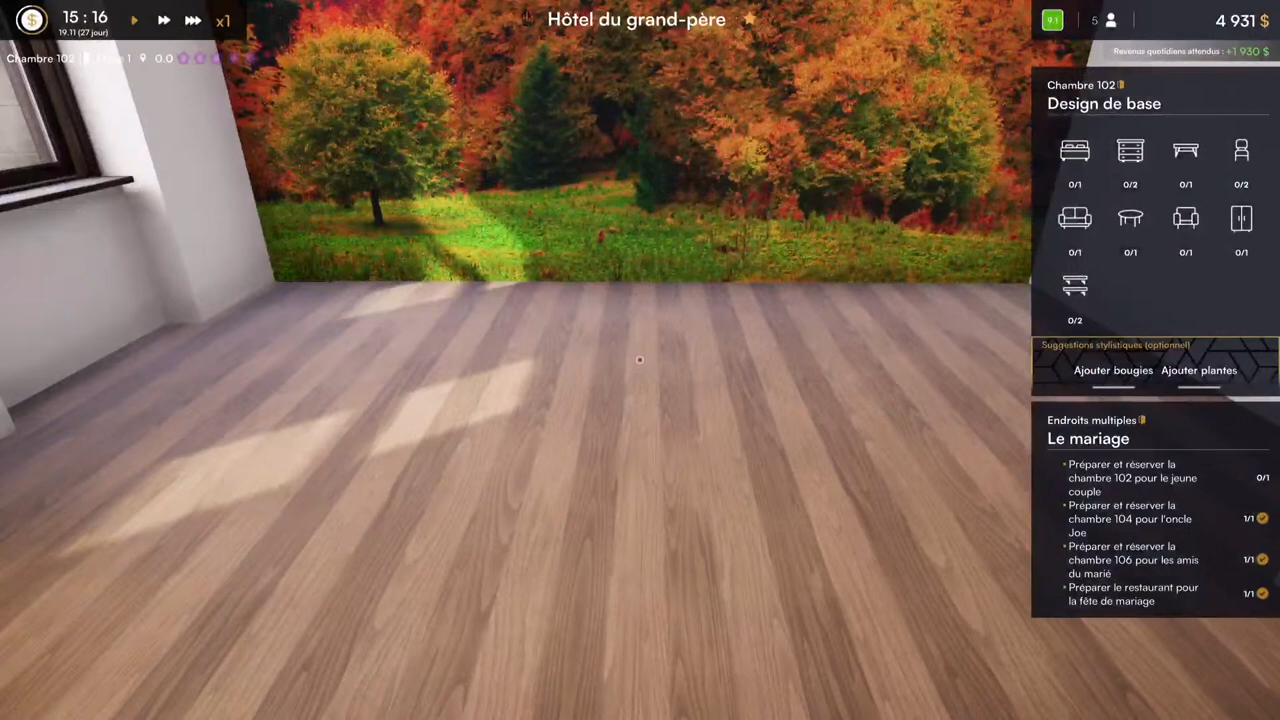 15 : 16
19.11 (27 jour)
x1
Hôtel du grand-père
9.1
5
4 931 $
Revenus quotidiens attendus : +1 930 $
Chambre 102
1
0.0
Chambre 102
Design de base
0/1
0/2
0/1
0/2
0/1
0/1
0/1
0/1
0/2
Suggestions stylistiques (optionnel)
Ajouter bougies Ajouter plantes
Endroits multiples
Le mariage
Préparer et réserver la
chambre 102 pour le jeune
couple
0/1
Préparer et réserver la
chambre 104 pour l'oncle
Joe
1/1
Préparer et réserver la
chambre 106 pour les amis
du marié
1/1
Préparer le restaurant pour
la fête de mariage
1/1